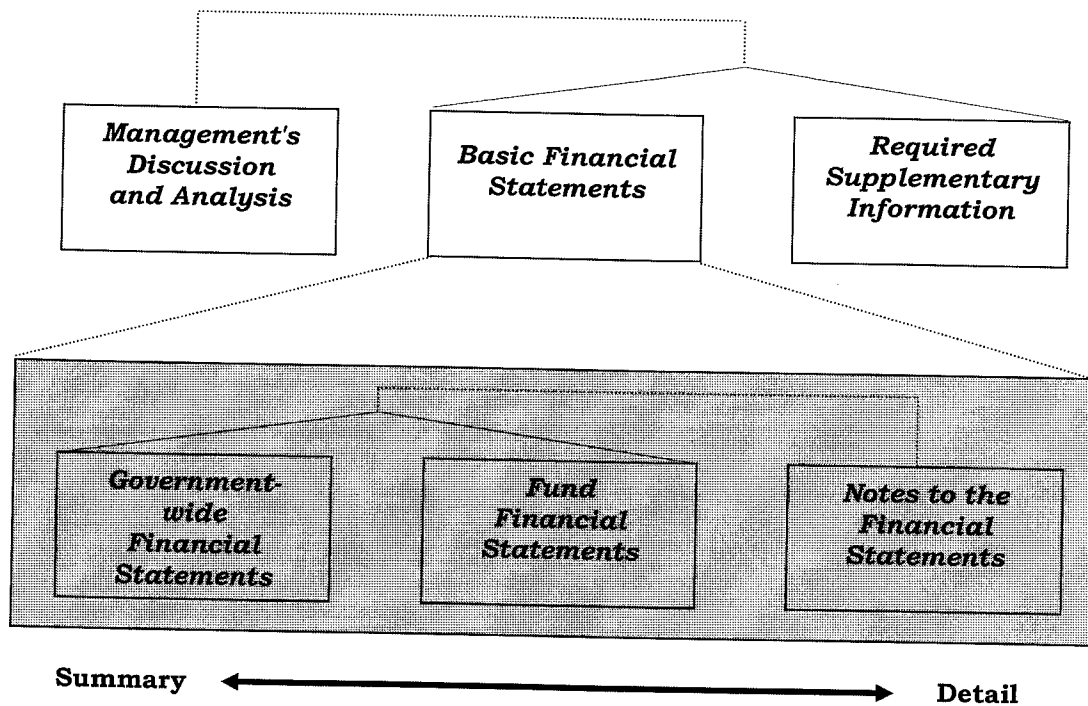 Management's
Discussion
and Analysis
Basic Financial
Statements
Required
Supplementary
Information
Government-
wide
Financial
Statements
Fund
Financial
Statements
Notes to the
Financial
Statements
Summary
Detail